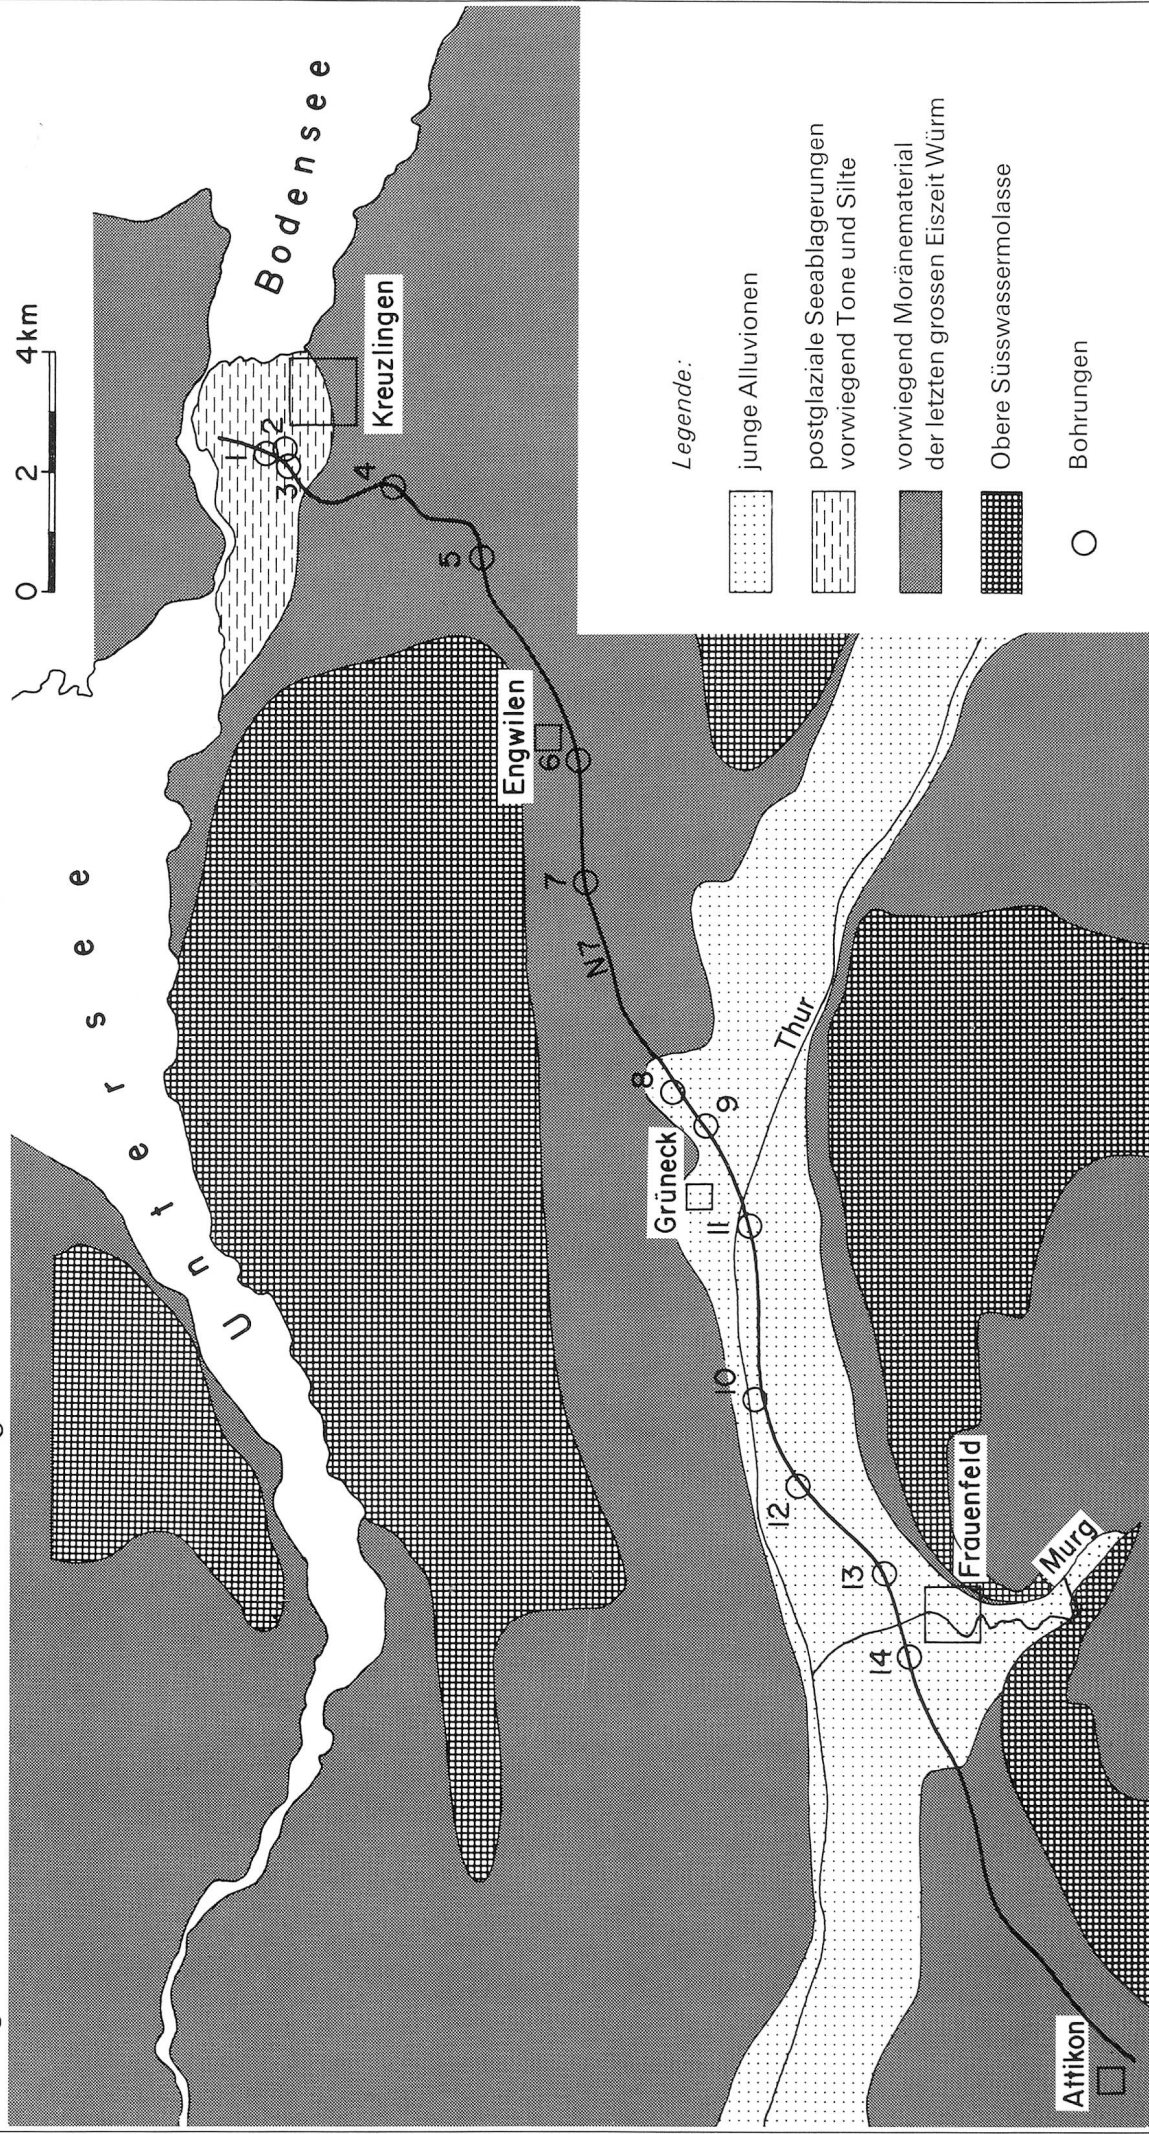 0 2 4km
Bodensee
Untersee
Kreuzlingen
1
2
3
4
5
Engwilen
6
7
N7
8
9
Grüneck
Thur
11
10
12
13
14
Frauenfeld
Murg
Attikon
Legende:
junge Alluvionen
postglaziale Seeablagerungen
vorwiegend Tone und Silte
vorwiegend Moränematerial
der letzten grossen Eiszeit Würm
Obere Süsswassermolasse
Bohrungen